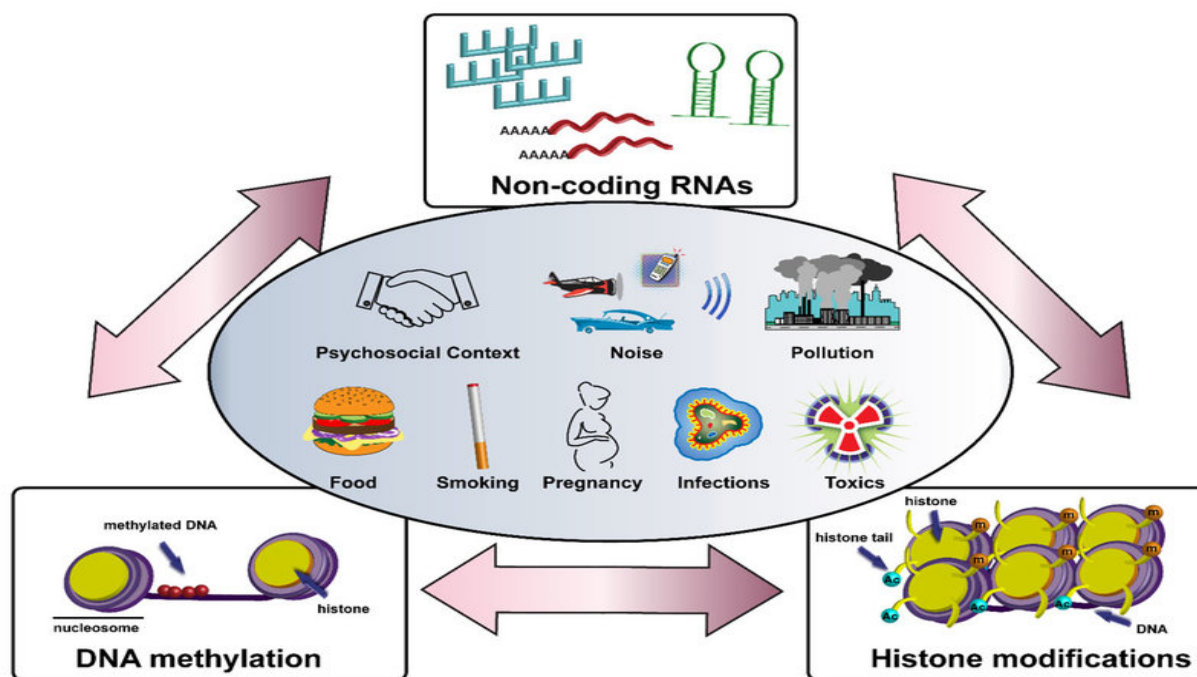 AAAAA
AAAAA
Non-coding RNAs
Psychosocial Context
Noise
Pollution
Food
Smoking
Pregnancy
Infections
Toxics
methylated DNA
histone
nucleosome
DNA methylation
histone
m
m
m
histone tail
Ac
m
m
m
Ac
Ac
Ac
DNA
Histone modifications